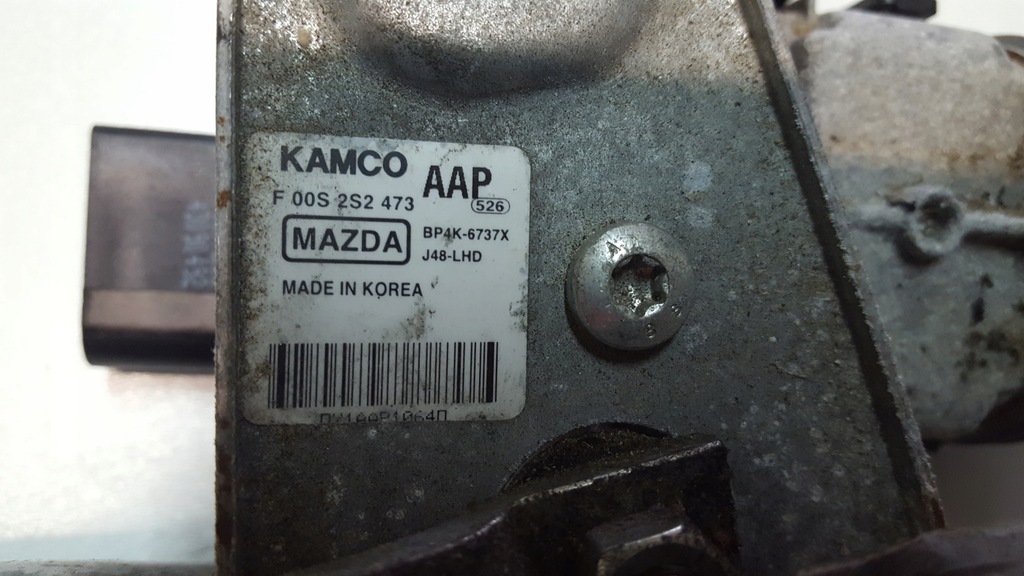 KAMCO AAP
F 00S 2S2 473 526
MAZDA BP4K-6737X
J48-LHD
MADE IN KOREA